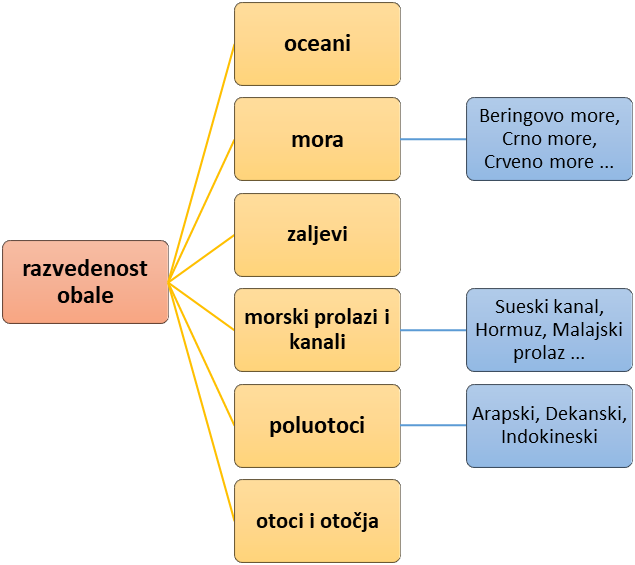 razvedenost
obale
oceani
mora
Beringovo more,
Crno more,
Crveno more ...
zaljevi
morski prolazi i
kanali
Sueski kanal,
Hormuz, Malajski
prolaz ...
poluotoci
Arapski, Dekanski,
Indokineski
otoci i otočja